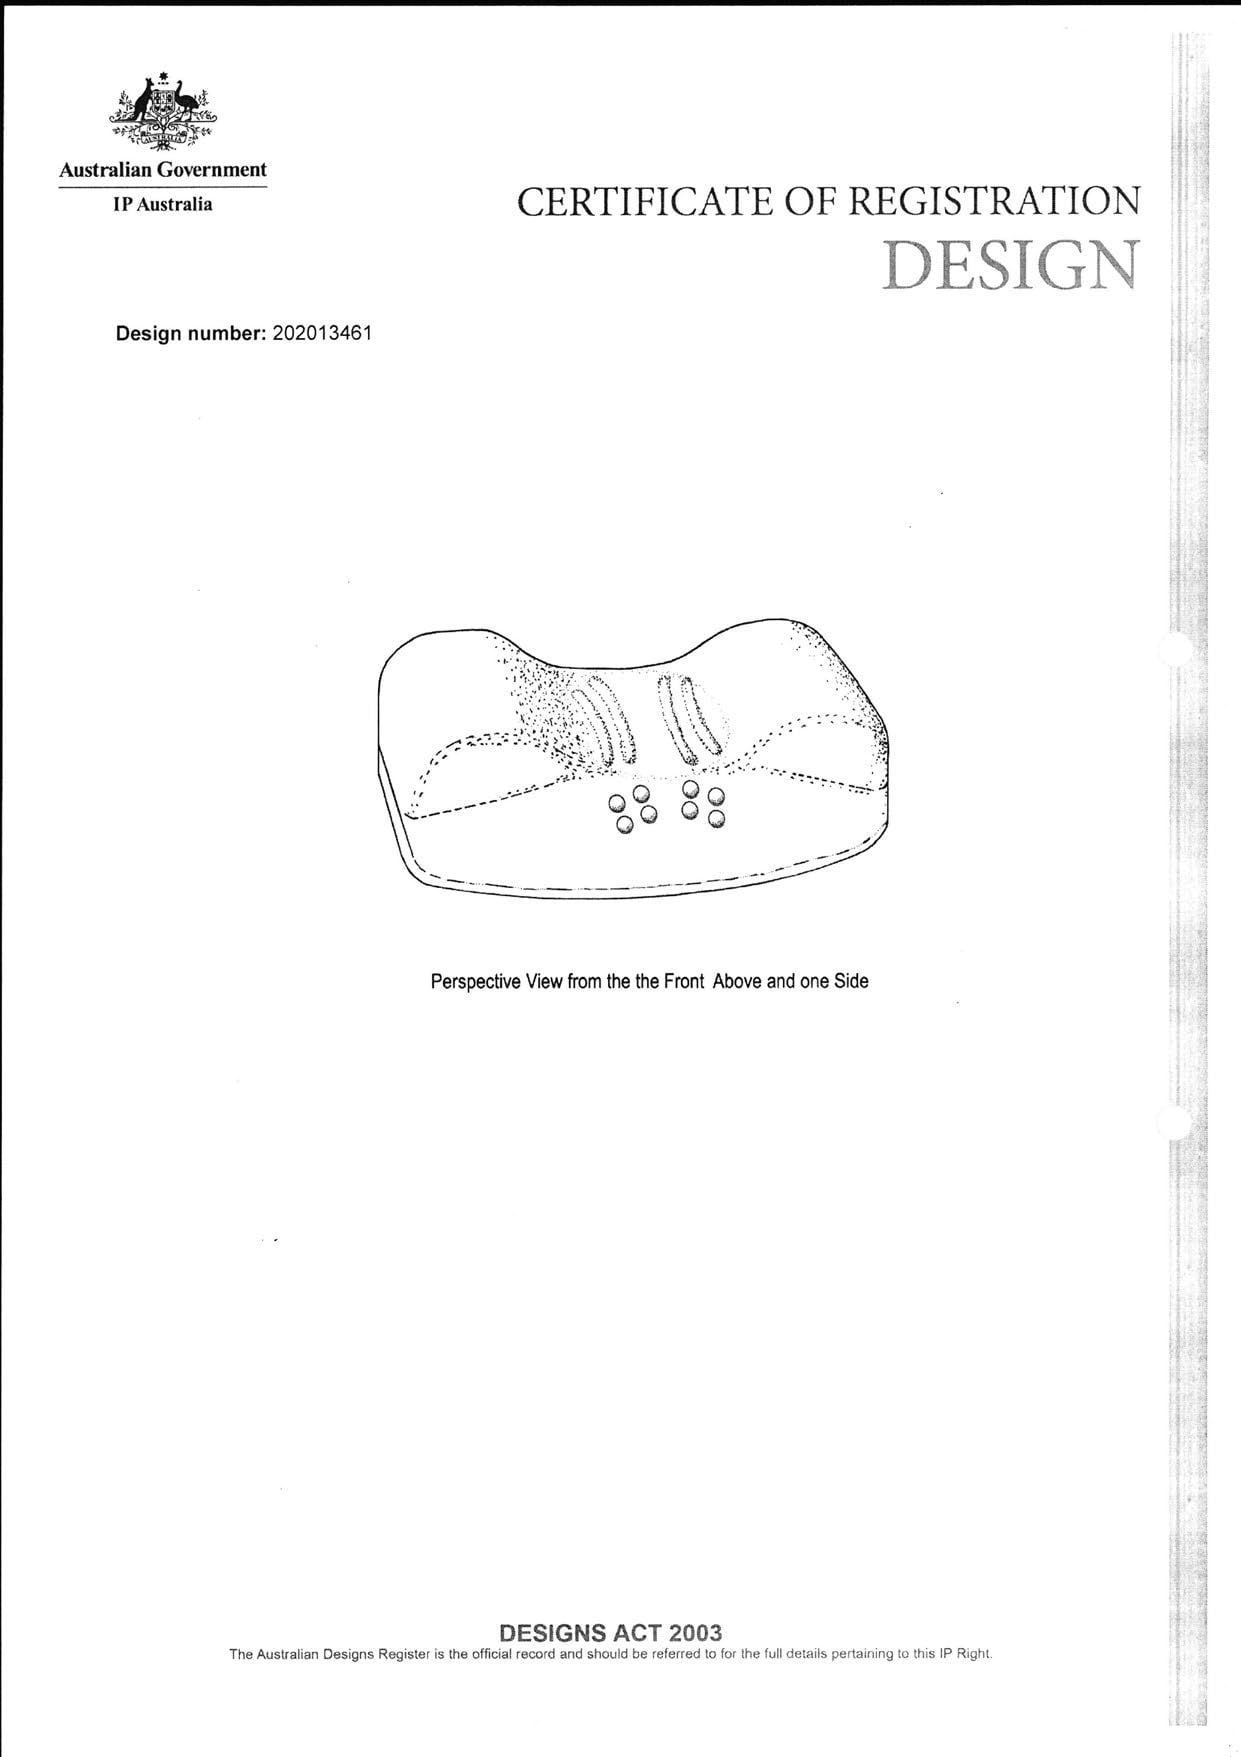 AUSTRALIA
Australian Government
IP Australia
CERTIFICATE OF REGISTRATION
DESIGN
Design number: 202013461
Perspective View from the the Front Above and one Side
DESIGNS ACT 2003
The Australian Designs Register is the official record and should be referred to for the full details pertaining to this IP Right.